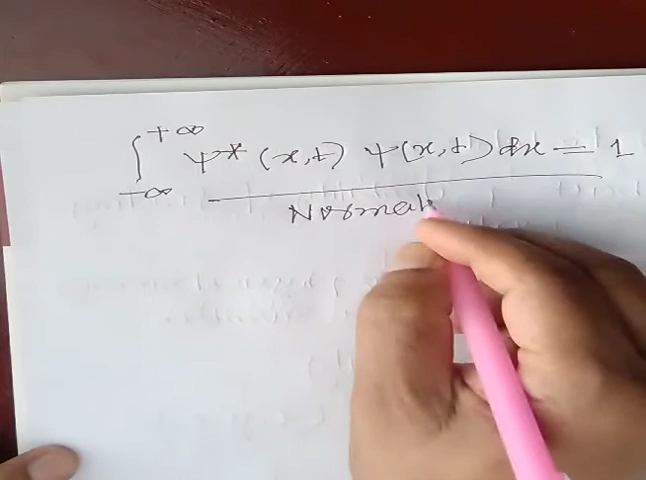 ∫_{+∞}^{+∞} ψ* (x,t) ψ(x,t) dx = 1
Normal